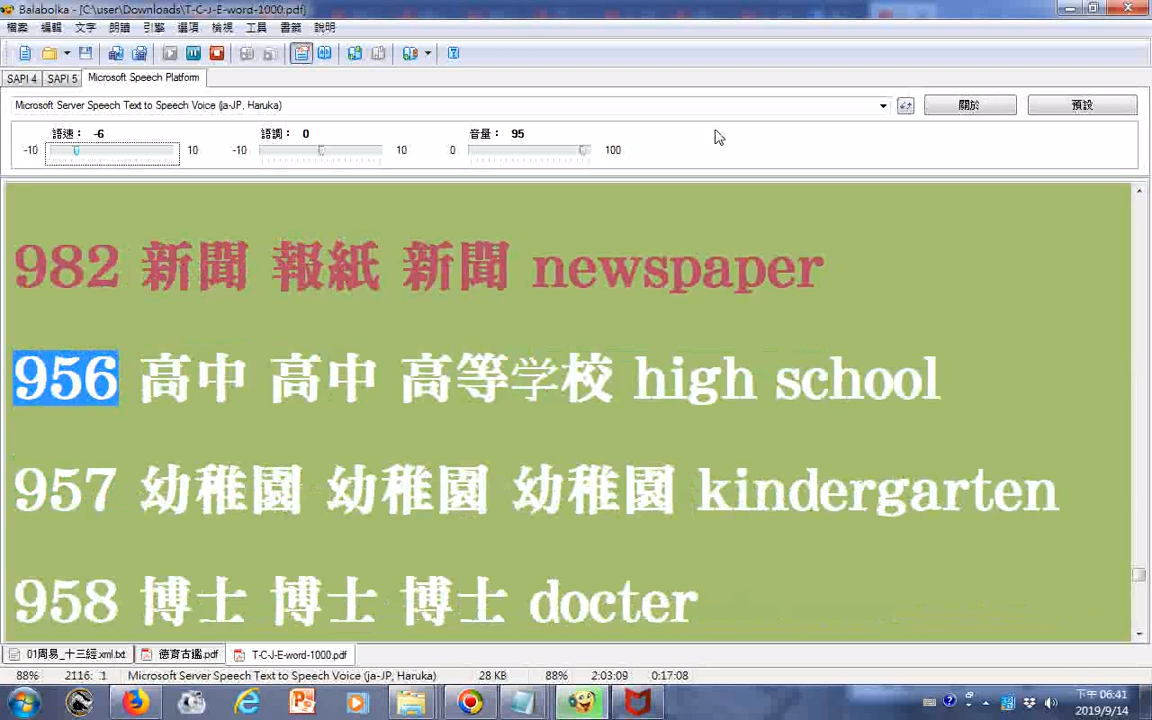 Balabolka - [C:\user\Downloads\T-C-J-E-word-1000.pdf]
檔案 編輯 文字 朗讀 引擎 選項 檢視 工具 書籤 說明
SAPI 4 SAPI 5 Microsoft Speech Platform
Microsoft Server Speech Text to Speech Voice (ja-JP, Haruka) 關於 預設
語速： -6 語調： 0 音量： 95
-10 10 -10 10 0 100
982 新聞 報紙 新聞 newspaper
956 高中 高中 高等学校 high school
957 幼稚園 幼稚園 幼稚園 kindergarten
958 博士 博士 博士 docter
01周易_十三經.xml.txt 德育古鑑.pdf T-C-J-E-word-1000.pdf
88% 2116: 1 Microsoft Server Speech Text to Speech Voice (ja-JP, Haruka) 28 KB 88% 2:03:09 0:17:08
下午 06:41
2019/9/14